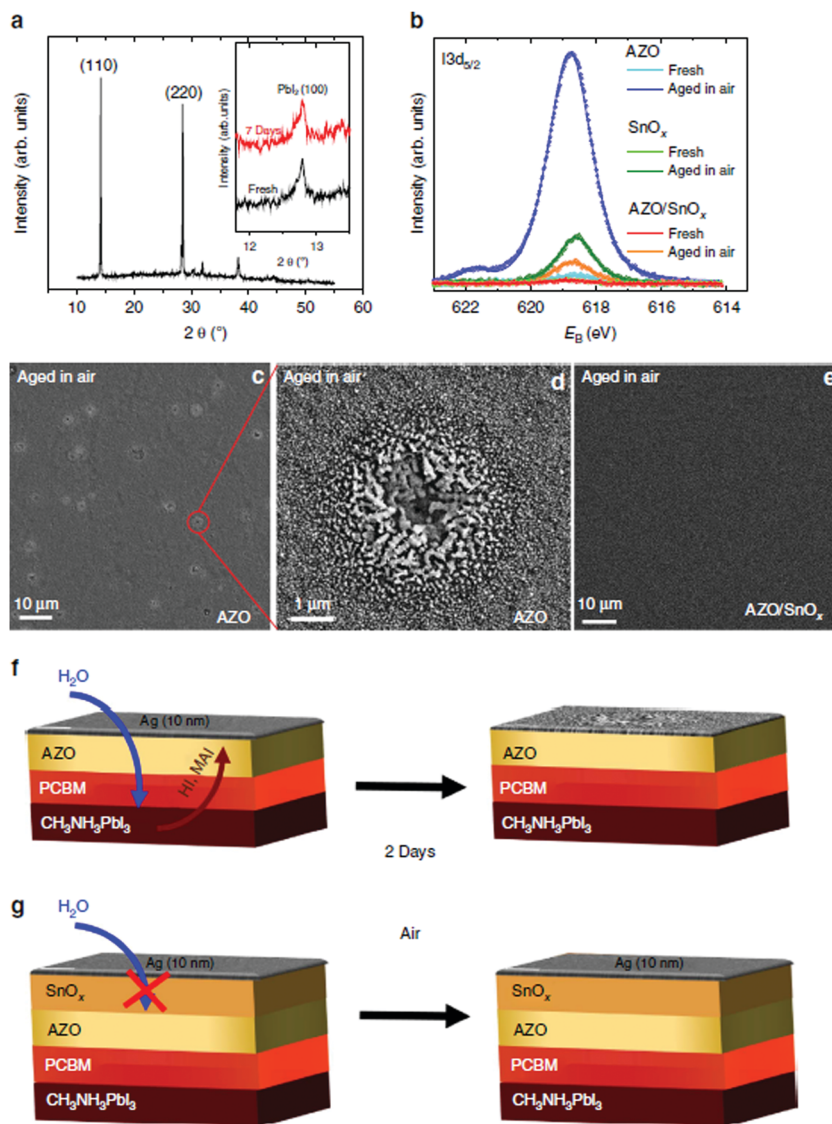 a
Intensity (arb. units)
(110)
(220)
10 20 30 40 50 60
2 θ (°)
Intensity (arb.units)
PbI₂ (100)
7 Days
Fresh
12 13
2 θ (°)
b
Intensity (arb. units)
I3d5/2
AZO
Fresh
Aged in air
SnOₓ
Fresh
Aged in air
AZO/SnOₓ
Fresh
Aged in air
622 620 618 616 614
E_B (eV)
Aged in air c
10 µm AZO
Aged in air d
1 µm AZO
Aged in air e
10 µm AZO/SnOₓ
f
H₂O
Ag (10 nm)
AZO
HI, MAI
PCBM
CH₃NH₃PbI₃
2 Days
AZO
PCBM
CH₃NH₃PbI₃
g
H₂O
Ag (10 nm)
SnOₓ
AZO
PCBM
CH₃NH₃PbI₃
Air
Ag (10 nm)
SnOₓ
AZO
PCBM
CH₃NH₃PbI₃